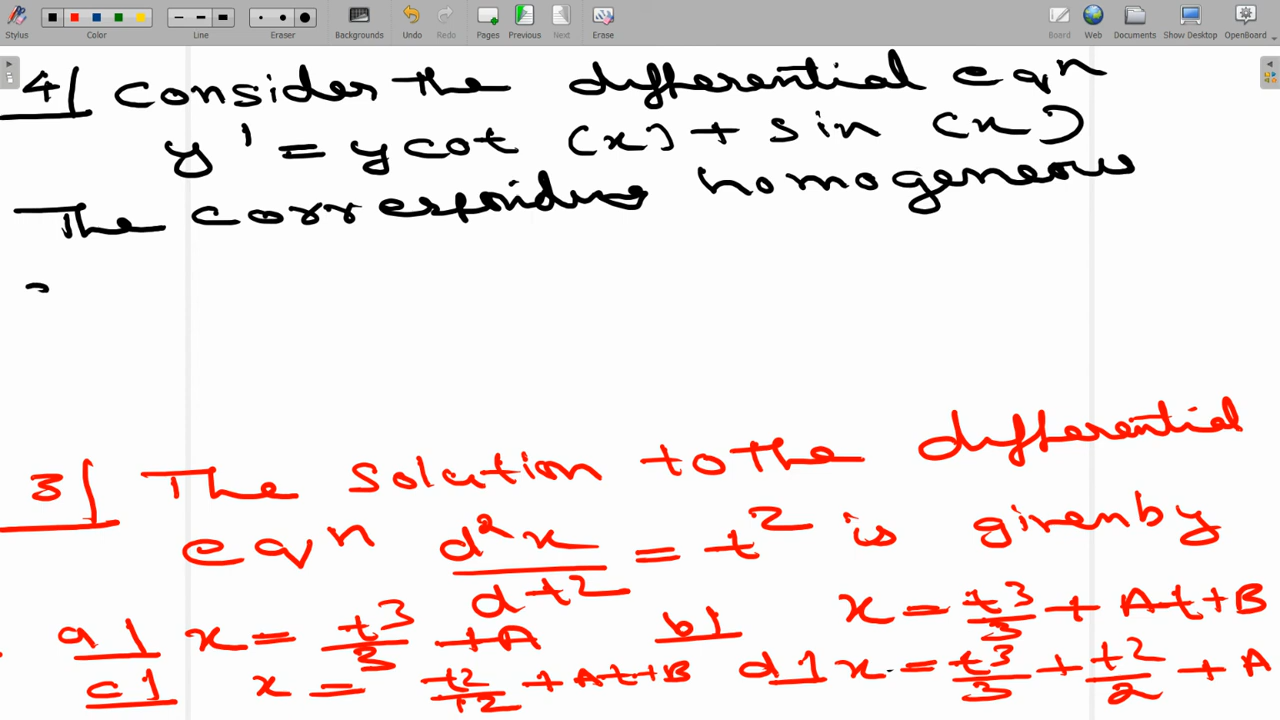 Stylus Color Line Eraser Backgrounds Undo Redo Pages Previous Next Erase Board Web Documents Show Desktop OpenBoard
4| Consider the differential eqn
y' = ycot (x) + sin (x)
The corresponding homogeneous
3| The solution to the differential
eqn d²x/dt2 = t² is given by
a| x = t³/3 + A b| x = t³/3 + At+B
c| x = t2/12 + At+B d| x = t³/3 + t²/2 + A